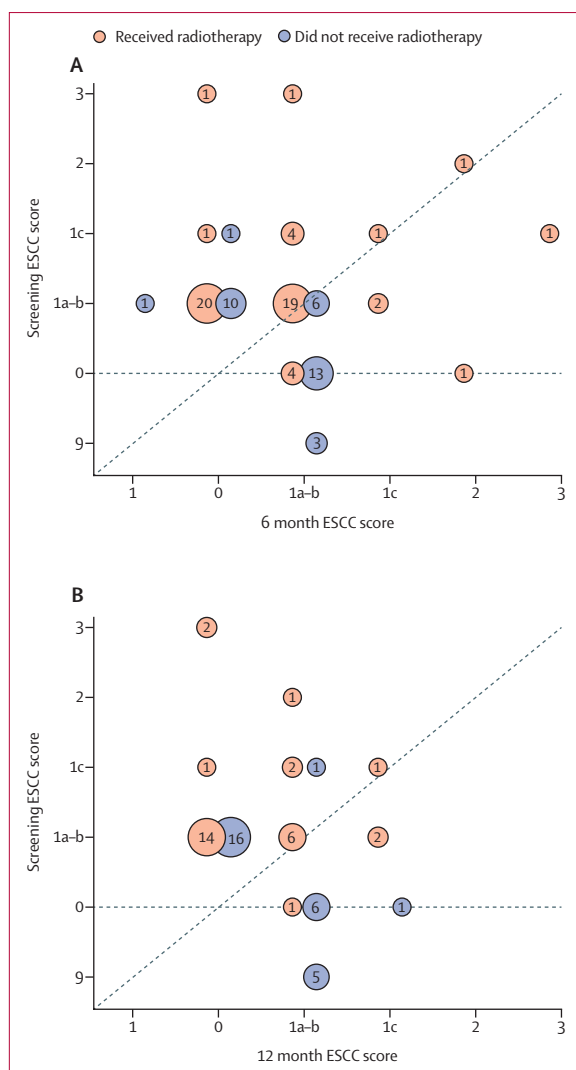 Received radiotherapy Did not receive radiotherapy
A
3 1 1
2 1
1c 1 1 4 1 1
1a–b 1 20 10 19 6 2
0 4 13 1
9 3
Screening ESCC score
1 0 1a–b 1c 2 3
6 month ESCC score
B
3 2
2 1
1c 1 2 1 1
1a–b 14 16 6 2
0 1 6 1
9 5
Screening ESCC score
1 0 1a–b 1c 2 3
12 month ESCC score